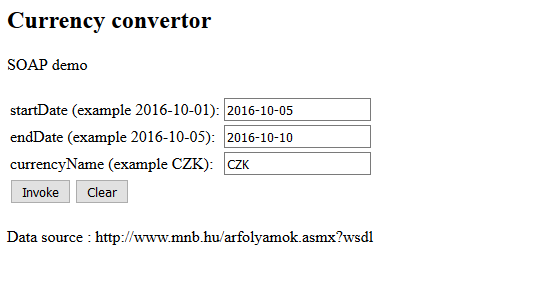 Currency convertor
SOAP demo
startDate (example 2016-10-01): 2016-10-05
endDate (example 2016-10-05): 2016-10-10
currencyName (example CZK): CZK
Invoke Clear
Data source : http://www.mnb.hu/arfolyamok.asmx?wsdl